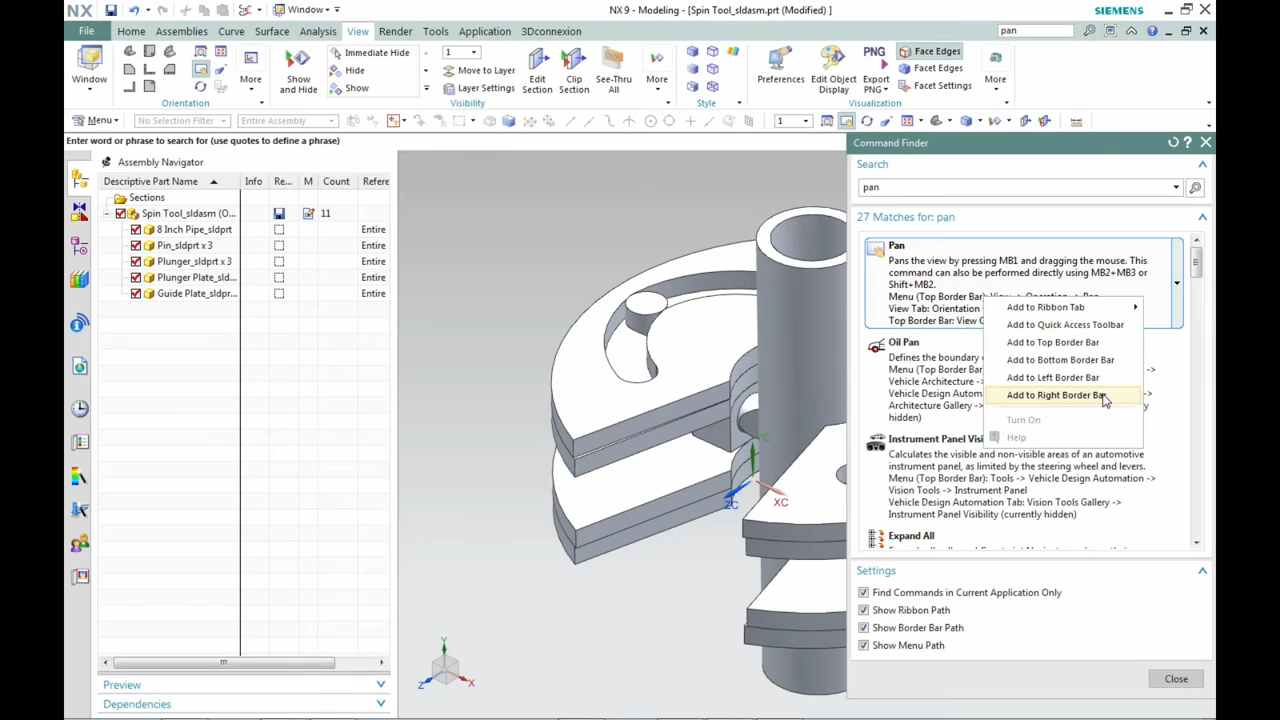 NX
Window
NX 9 - Modeling - [Spin Tool_sldasm.prt (Modified) ]
SIEMENS
File
Home
Assemblies
Curve
Surface
Analysis
View
Render
Tools
Application
3Dconnexion
pan
Window
More
Orientation
Show and Hide
Immediate Hide
Hide
Show
1
Move to Layer
Layer Settings
Visibility
Edit Section
Clip Section
See-Thru All
More
Style
Preferences
Edit Object Display
PNG
Export PNG
Face Edges
Facet Edges
Facet Settings
More
Visualization
Menu
No Selection Filter
Entire Assembly
1
Enter word or phrase to search for (use quotes to define a phrase)
Assembly Navigator
Descriptive Part Name
Info
Re...
M
Count
Refere
Sections
Spin Tool_sldasm (O...
11
8 Inch Pipe_sldprt
Entire
Pin_sldprt x 3
Entire
Plunger_sldprt x 3
Entire
Plunger Plate_sld...
Entire
Guide Plate_sldpr...
Entire
Preview
Dependencies
YC
XC
ZC
Y
X
Z
Command Finder
Search
pan
27 Matches for: pan
Pan
Pans the view by pressing MB1 and dragging the mouse. This
command can also be performed directly using MB2+MB3 or
Shift+MB2.
Menu (Top Border Bar): View -> Operation -> Pan
View Tab: Orientation
Top Border Bar: View G
Oil Pan
Defines the boundary
Menu (Top Border Bar)
->
Vehicle Architecture ->
Vehicle Design Automa
->
Architecture Gallery ->
y
hidden)
Instrument Panel Visi
Calculates the visible and non-visible areas of an automotive
instrument panel, as limited by the steering wheel and levers.
Menu (Top Border Bar): Tools -> Vehicle Design Automation ->
Vision Tools -> Instrument Panel
Vehicle Design Automation Tab: Vision Tools Gallery ->
Instrument Panel Visibility (currently hidden)
Expand All
Add to Ribbon Tab
Add to Quick Access Toolbar
Add to Top Border Bar
Add to Bottom Border Bar
Add to Left Border Bar
Add to Right Border Bar
Turn On
Help
Settings
Find Commands in Current Application Only
Show Ribbon Path
Show Border Bar Path
Show Menu Path
Close